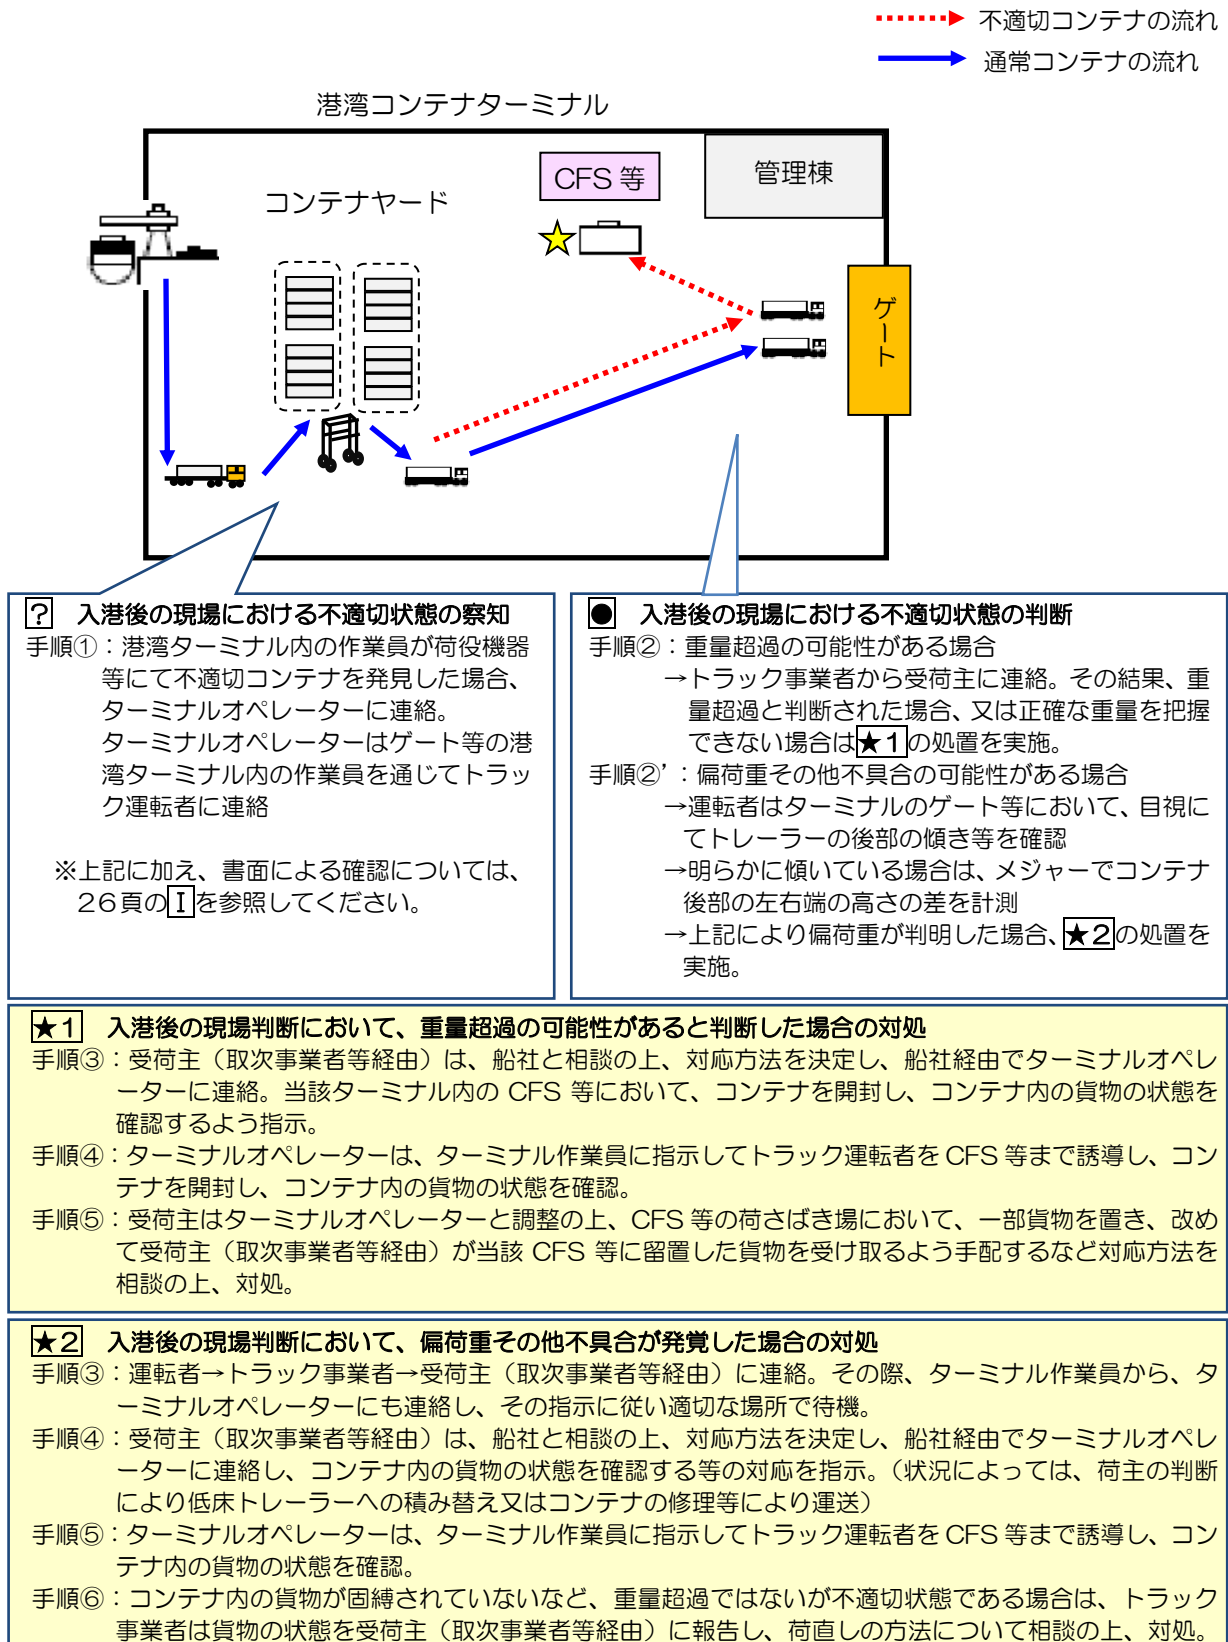 不適切コンテナの流れ
通常コンテナの流れ
港湾コンテナターミナル
CFS 等
管理棟
コンテナヤード
ゲート
? 入港後の現場における不適切状態の察知
手順①：港湾ターミナル内の作業員が荷役機器
等にて不適切コンテナを発見した場合、
ターミナルオペレーターに連絡。
ターミナルオペレーターはゲート等の港
湾ターミナル内の作業員を通じてトラッ
ク運転者に連絡
※上記に加え、書面による確認については、
26頁のⅠを参照してください。
● 入港後の現場における不適切状態の判断
手順②：重量超過の可能性がある場合
→トラック事業者から受荷主に連絡。その結果、重
量超過と判断された場合、又は正確な重量を把握
できない場合は★1の処置を実施。
手順②’：偏荷重その他不具合の可能性がある場合
→運転者はターミナルのゲート等において、目視に
てトレーラーの後部の傾き等を確認
→明らかに傾いている場合は、メジャーでコンテナ
後部の左右端の高さの差を計測
→上記により偏荷重が判明した場合、★2の処置を
実施。
★1 入港後の現場判断において、重量超過の可能性があると判断した場合の対処
手順③：受荷主（取次事業者等経由）は、船社と相談の上、対応方法を決定し、船社経由でターミナルオペレ
ーターに連絡。当該ターミナル内の CFS 等において、コンテナを開封し、コンテナ内の貨物の状態を
確認するよう指示。
手順④：ターミナルオペレーターは、ターミナル作業員に指示してトラック運転者を CFS 等まで誘導し、コン
テナを開封し、コンテナ内の貨物の状態を確認。
手順⑤：受荷主はターミナルオペレーターと調整の上、CFS 等の荷さばき場において、一部貨物を置き、改め
て受荷主（取次事業者等経由）が当該 CFS 等に留置した貨物を受け取るよう手配するなど対応方法を
相談の上、対処。
★2 入港後の現場判断において、偏荷重その他不具合が発覚した場合の対処
手順③：運転者→トラック事業者→受荷主（取次事業者等経由）に連絡。その際、ターミナル作業員から、タ
ーミナルオペレーターにも連絡し、その指示に従い適切な場所で待機。
手順④：受荷主（取次事業者等経由）は、船社と相談の上、対応方法を決定し、船社経由でターミナルオペレ
ーターに連絡し、コンテナ内の貨物の状態を確認する等の対応を指示。（状況によっては、荷主の判断
により低床トレーラーへの積み替え又はコンテナの修理等により運送）
手順⑤：ターミナルオペレーターは、ターミナル作業員に指示してトラック運転者を CFS 等まで誘導し、コン
テナ内の貨物の状態を確認。
手順⑥：コンテナ内の貨物が固縛されていないなど、重量超過ではないが不適切状態である場合は、トラック
事業者は貨物の状態を受荷主（取次事業者等経由）に報告し、荷直しの方法について相談の上、対処。